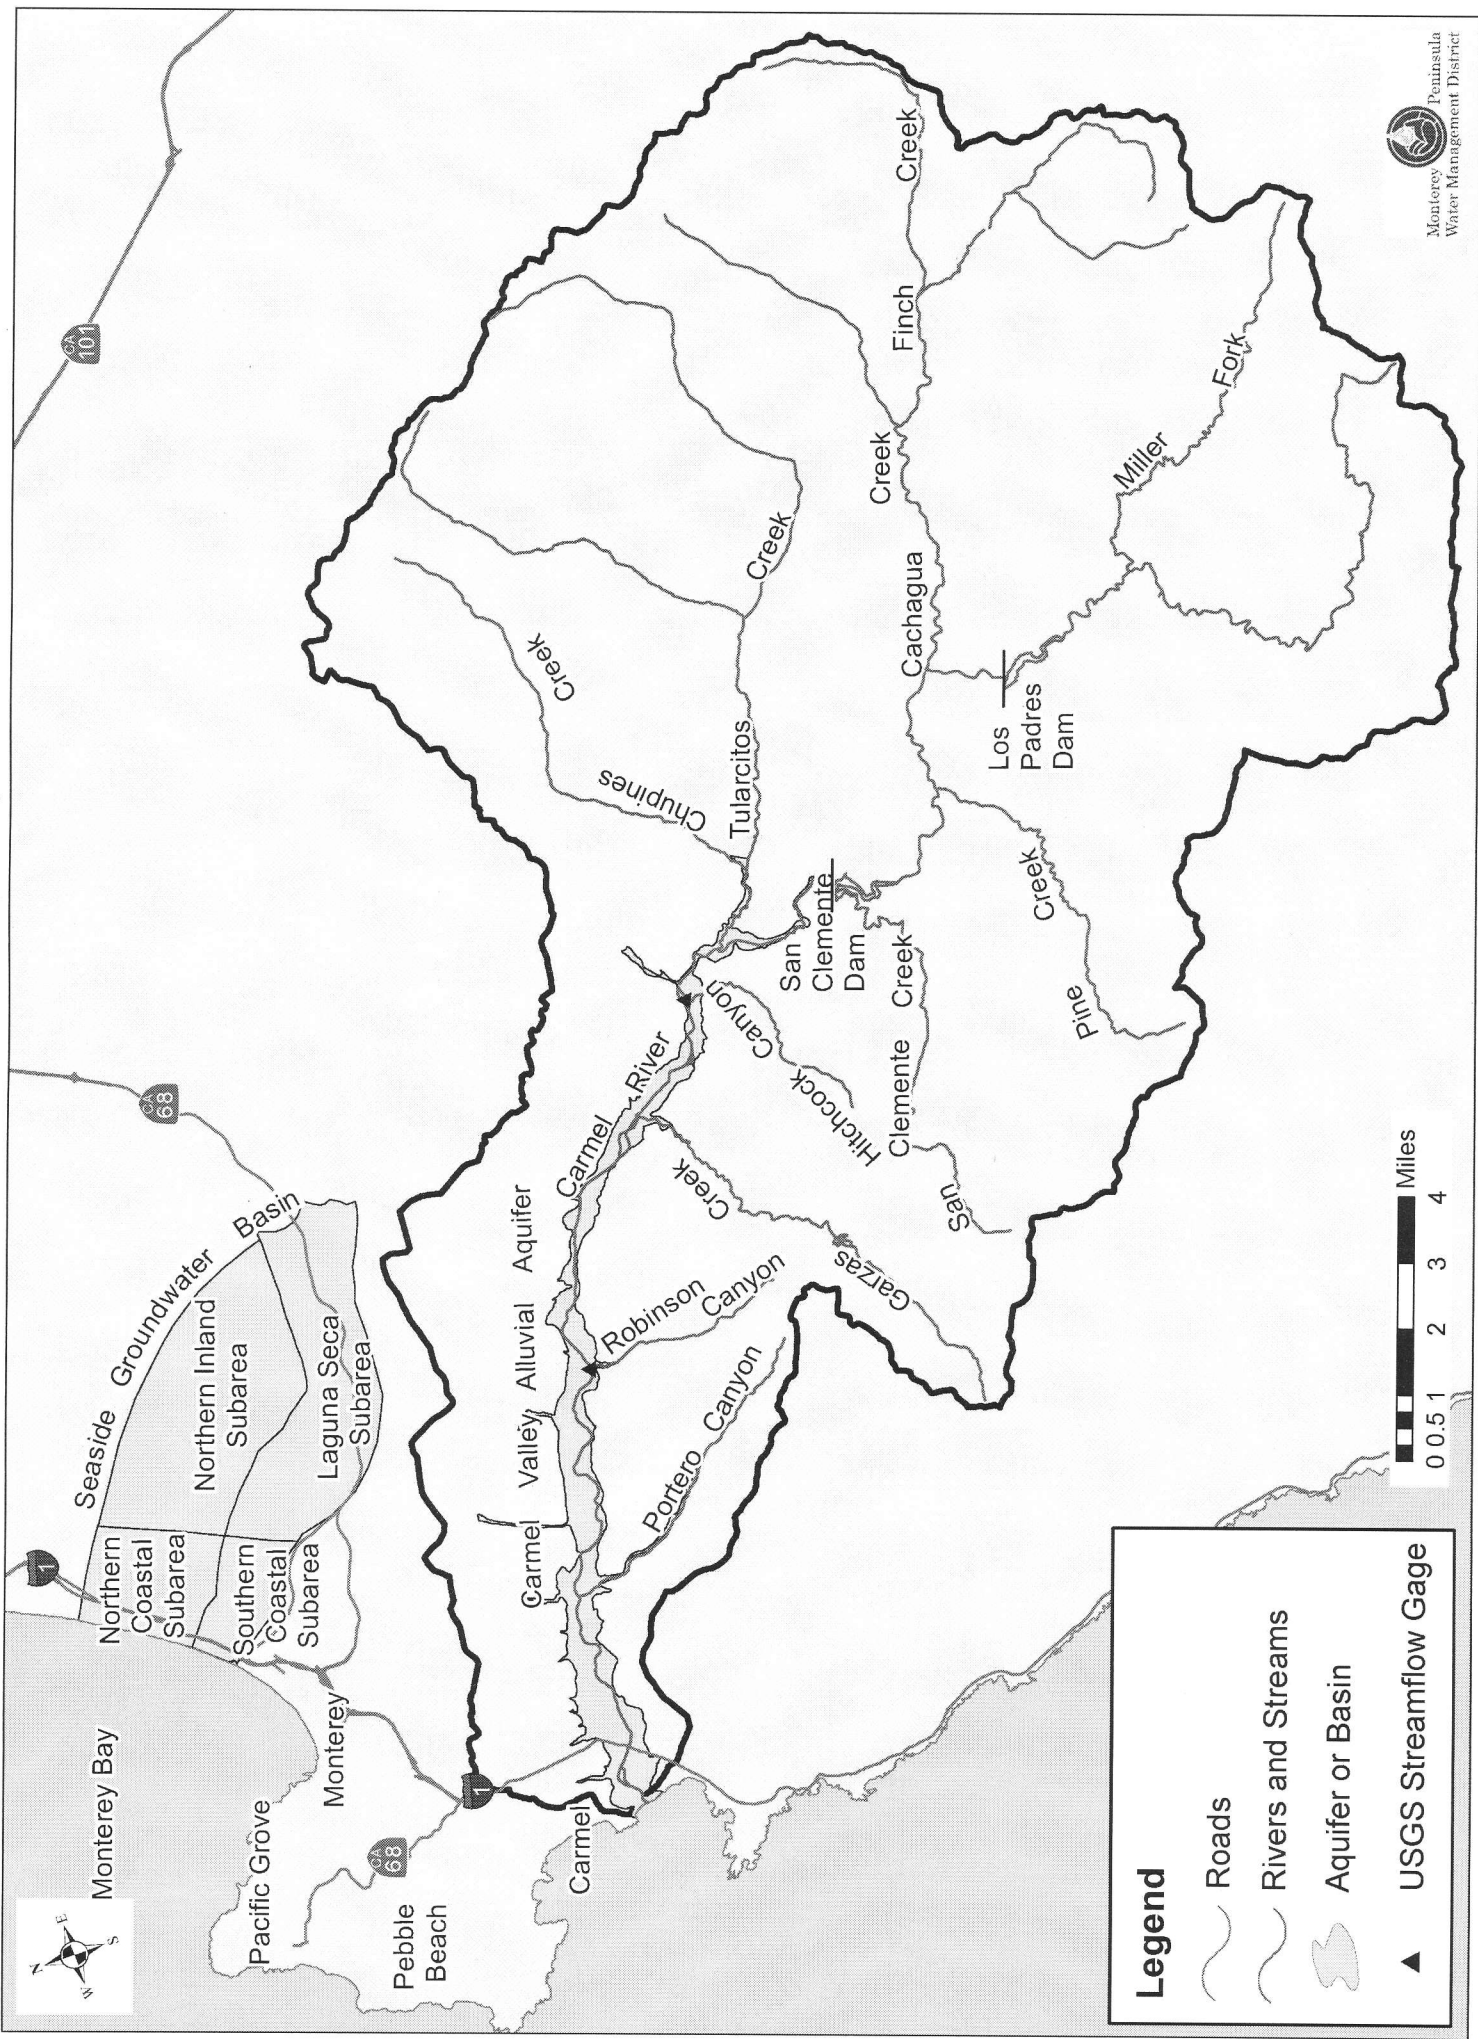 N
E
S
W
Monterey Bay
Pacific Grove
Pebble
Beach
Monterey
CA
68
1
Carmel
1
Northern
Coastal
Subarea
Southern
Coastal
Subarea
Seaside Groundwater Basin
Northern Inland
Subarea
Laguna Seca
Subarea
CA
68
CA
101
Carmel Valley Alluvial Aquifer
Carmel River
Portero Canyon
Robinson
Canyon
Garzas Creek
Hitchcock Canyon
San Clemente Creek
San
Clemente
Dam
Chupines Creek
Tularcitos Creek
Pine Creek
Los
Padres
Dam
Cachagua Creek
Finch Creek
Miller Fork
Legend
Roads
Rivers and Streams
Aquifer or Basin
USGS Streamflow Gage
0 0.5 1 2 3 4
Miles
Monterey Peninsula
Water Management District